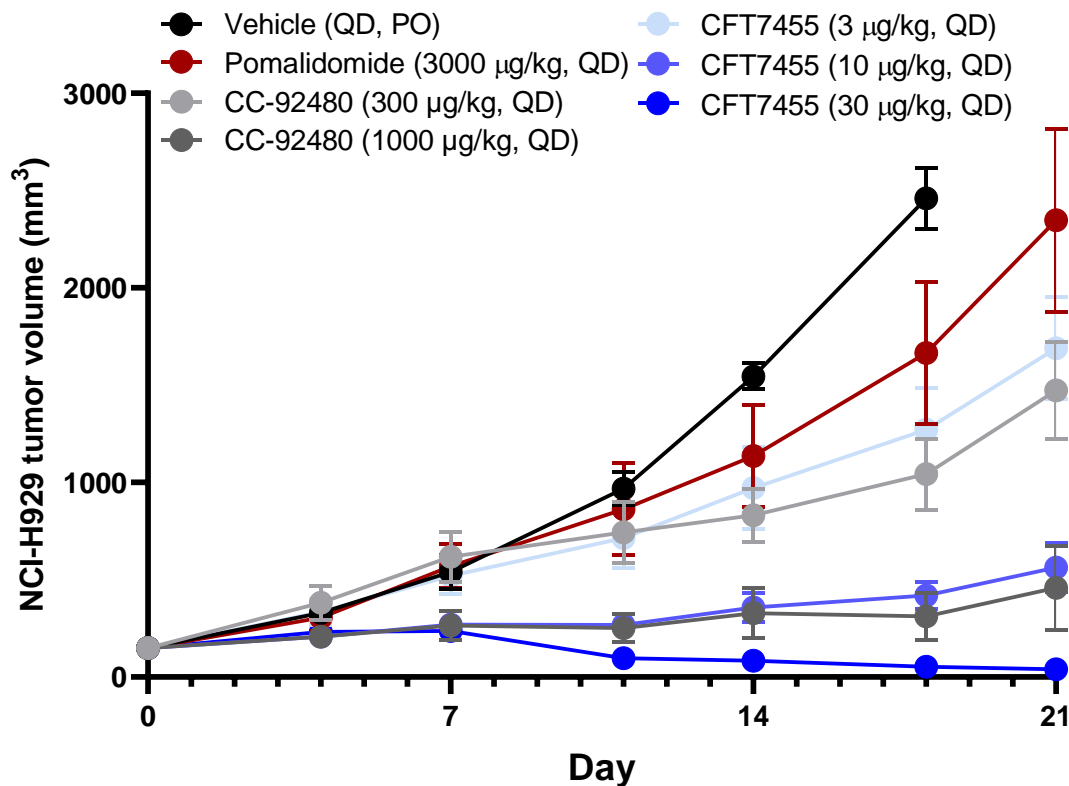 Vehicle (QD, PO)
Pomalidomide (3000 μg/kg, QD)
CC-92480 (300 µg/kg, QD)
CC-92480 (1000 µg/kg, QD)
CFT7455 (3 μg/kg, QD)
CFT7455 (10 μg/kg, QD)
CFT7455 (30 μg/kg, QD)
NCI-H929 tumor volume (mm³)
3000
2000
1000
0
0 7 14 21
Day